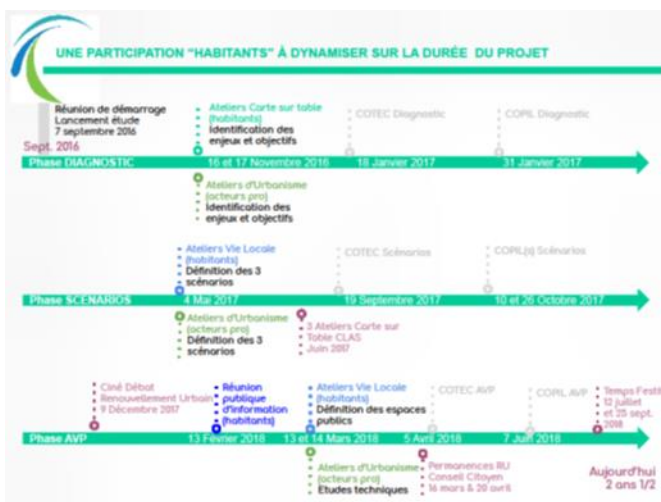 UNE PARTICIPATION "HABITANTS" À DYNAMISER SUR LA DURÉE DU PROJET
Réunion de démarrage
Lancement étude
7 septembre 2016
Sept. 2016
Ateliers Carte sur table
(habitants)
Identification des
enjeux et objectifs
COTEC Diagnostic
COPIL Diagnostic
Phase DIAGNOSTIC
16 et 17 Novembre 2016
18 Janvier 2017
31 Janvier 2017
Ateliers d'Urbanisme
(acteurs pro)
Identification des
enjeux et objectifs
Ateliers Vie Locale
(habitants)
Définition des 3
scénarios
COTEC Scénarios
COPIL(s) Scénarios
Phase SCENARIOS
4 Mai 2017
19 Septembre 2017
10 et 26 Octobre 2017
Ateliers d'Urbanisme
(acteurs pro)
Définition des 3
scénarios
3 Ateliers Carte sur
Table CLAS
Juin 2017
Ciné Débat
Renouvellement Urbain
9 Décembre 2017
Réunion
publique
d'information
(habitants)
Ateliers Vie Locale
(habitants)
Définition des espaces
publics
COTEC AVP
COPIL AVP
Temps Festif
12 juillet
et 25 sept.
2018
Phase AVP
13 Février 2018
13 et 14 Mars 2018
5 Avril 2018
7 Juin 2018
Ateliers d'Urbanisme
(acteurs pro)
Etudes techniques
Permanences RU
Conseil Citoyen
16 mars & 20 avril
Aujourd'hui
2 ans 1/2